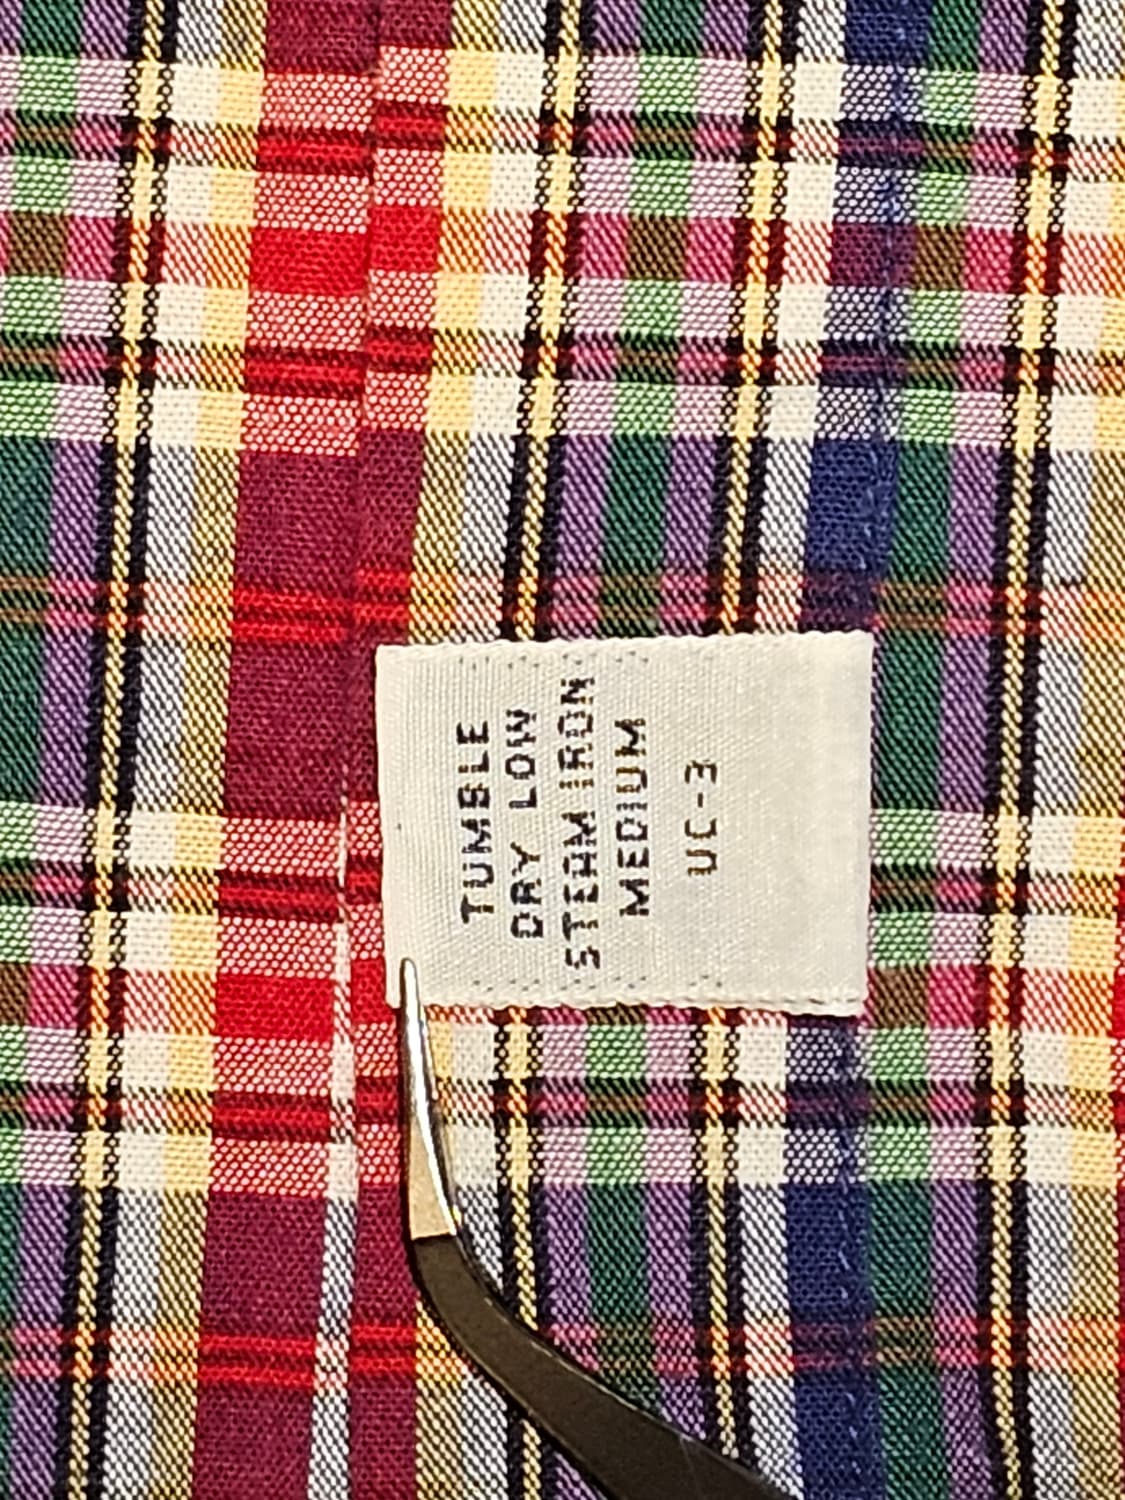 TUMBLE
DRY LOW
STEAM IRON
MEDIUM
UC-3